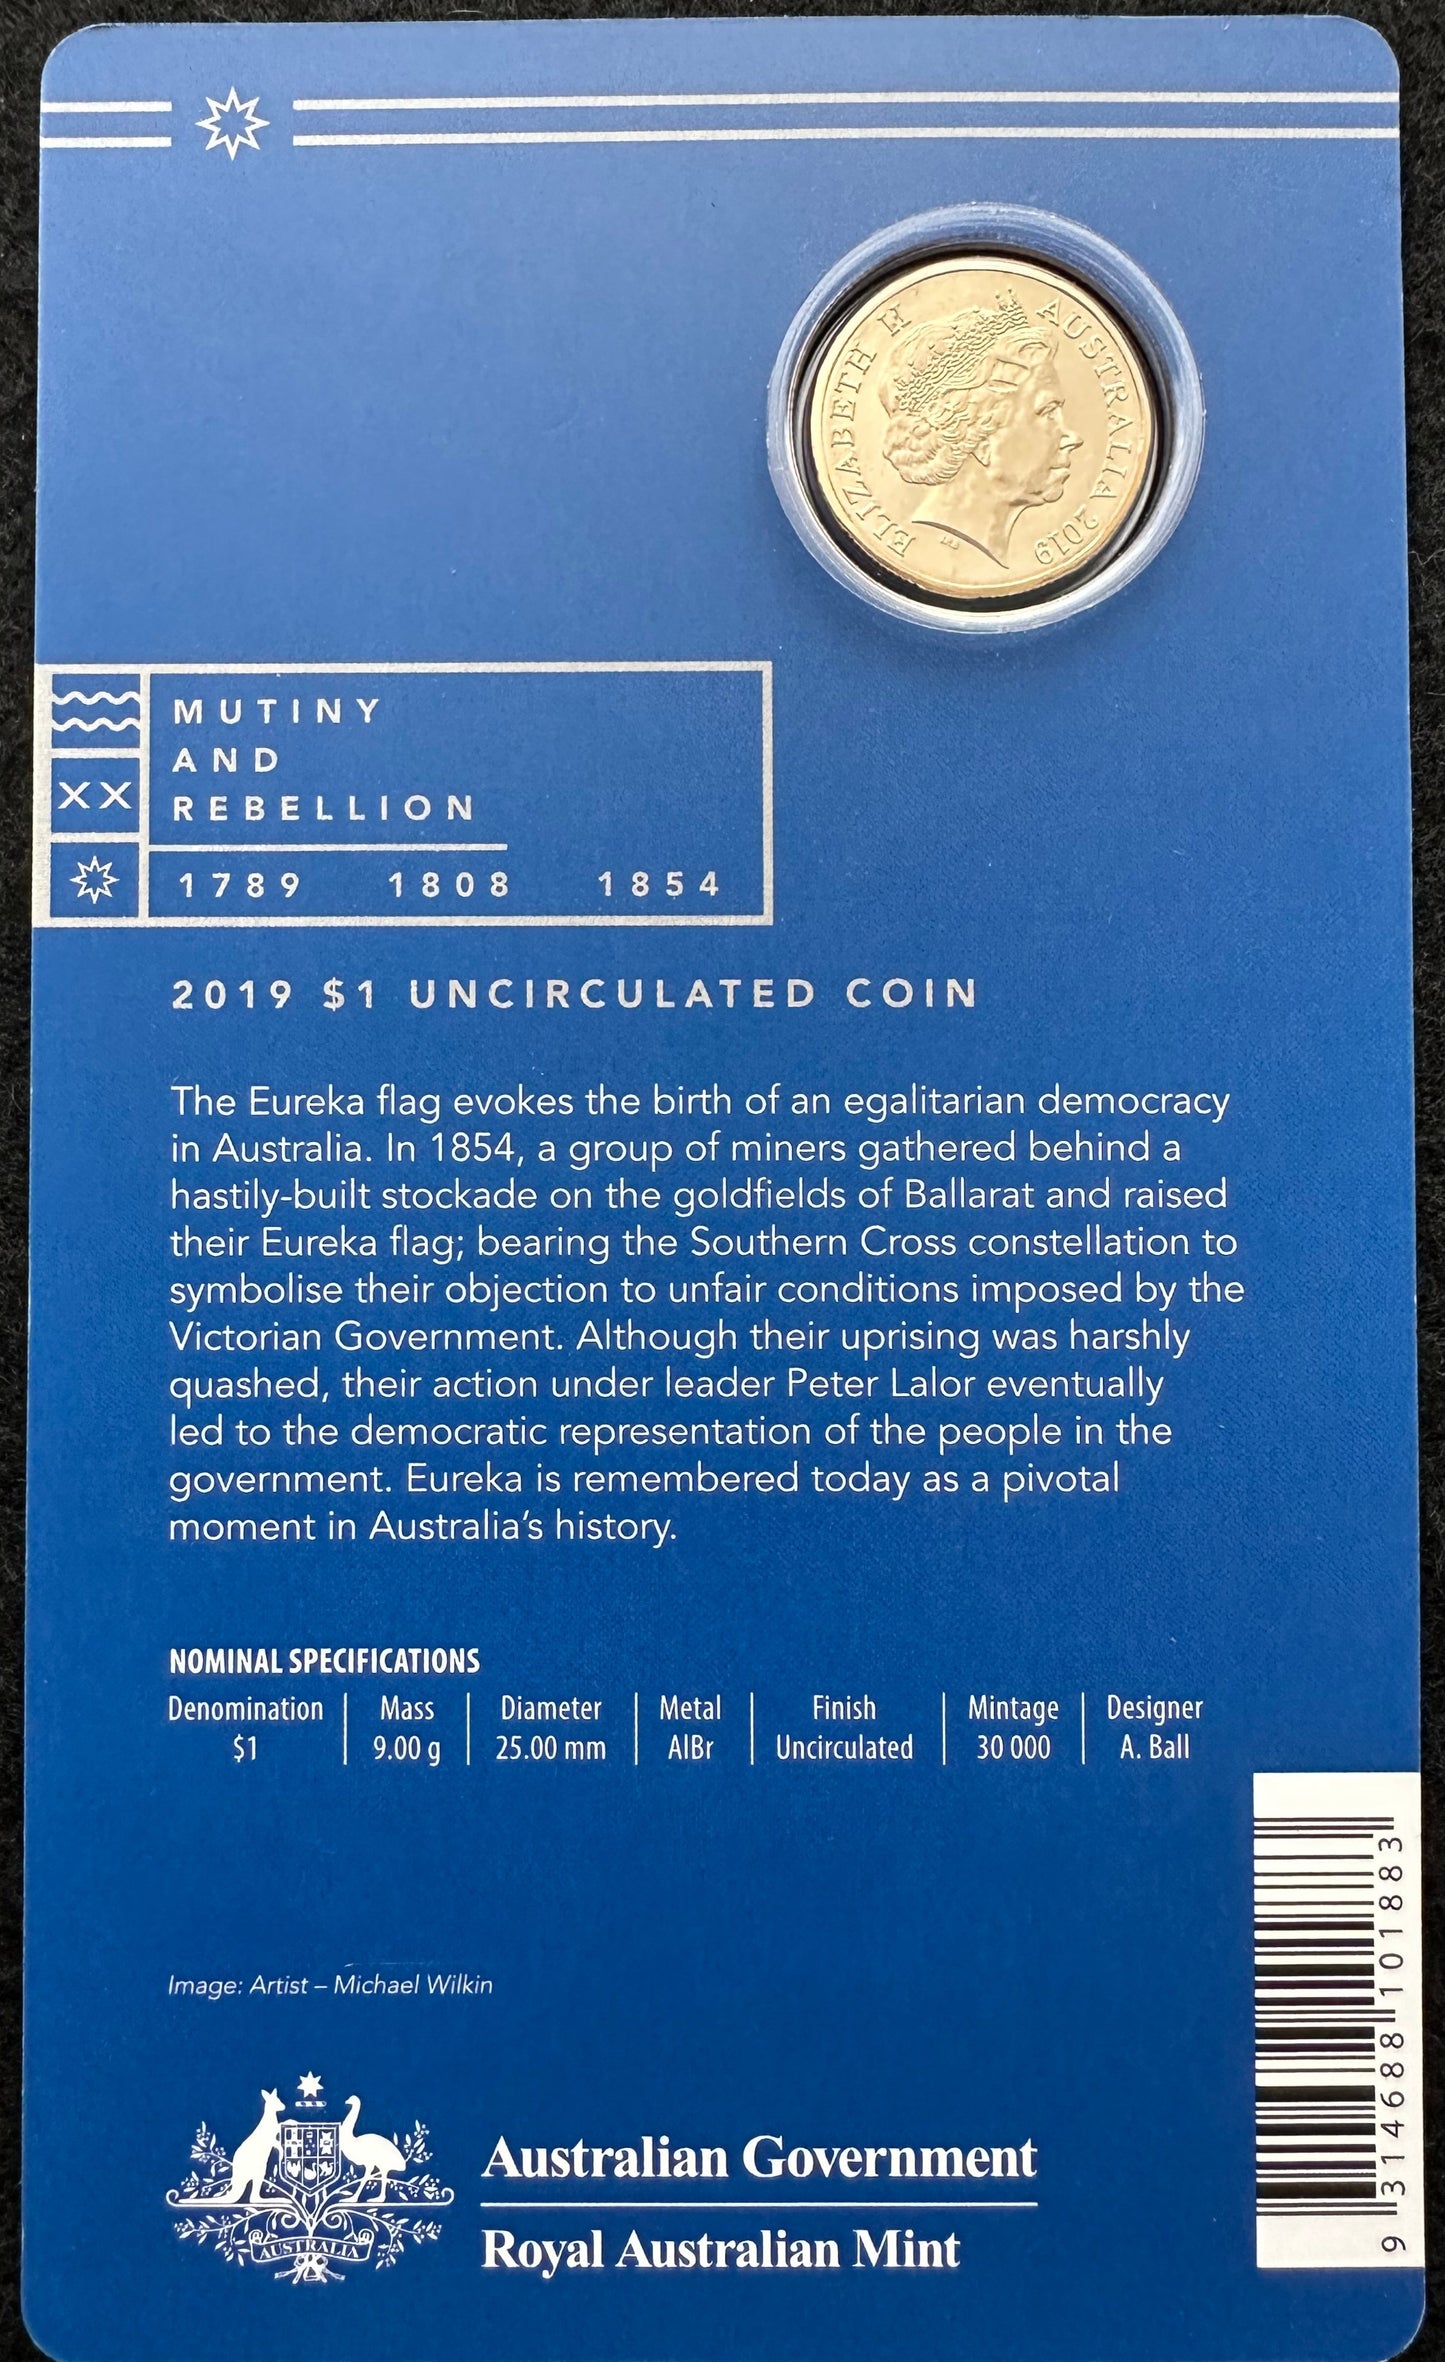 ELIZABETH II AUSTRALIA 2019
MUTINY
AND
REBELLION
XX
1789 1808 1854
2019 $1 UNCIRCULATED COIN
The Eureka flag evokes the birth of an egalitarian democracy
in Australia. In 1854, a group of miners gathered behind a
hastily-built stockade on the goldfields of Ballarat and raised
their Eureka flag; bearing the Southern Cross constellation to
symbolise their objection to unfair conditions imposed by the
Victorian Government. Although their uprising was harshly
quashed, their action under leader Peter Lalor eventually
led to the democratic representation of the people in the
government. Eureka is remembered today as a pivotal
moment in Australia’s history.
NOMINAL SPECIFICATIONS
Denomination Mass Diameter Metal Finish Mintage Designer
$1 9.00 g 25.00 mm AlBr Uncirculated 30 000 A. Ball
9 314688 101883
Image: Artist – Michael Wilkin
AUSTRALIA
Australian Government
Royal Australian Mint